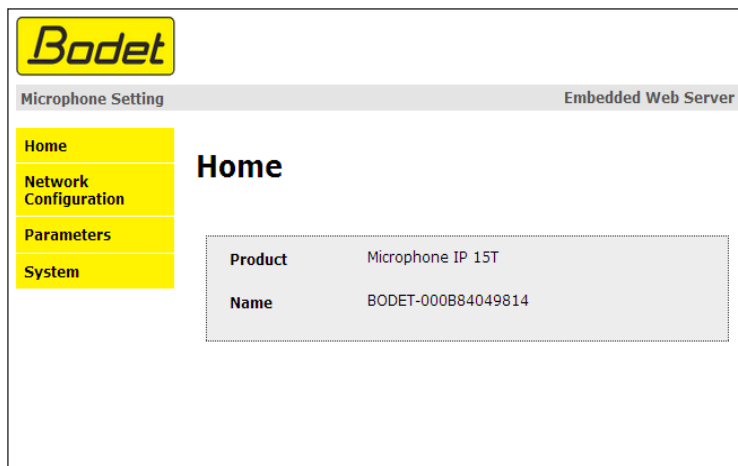 Bodet
Microphone Setting Embedded Web Server
Home
Network
Configuration
Parameters
System
Home
Product Microphone IP 15T
Name BODET-000B84049814